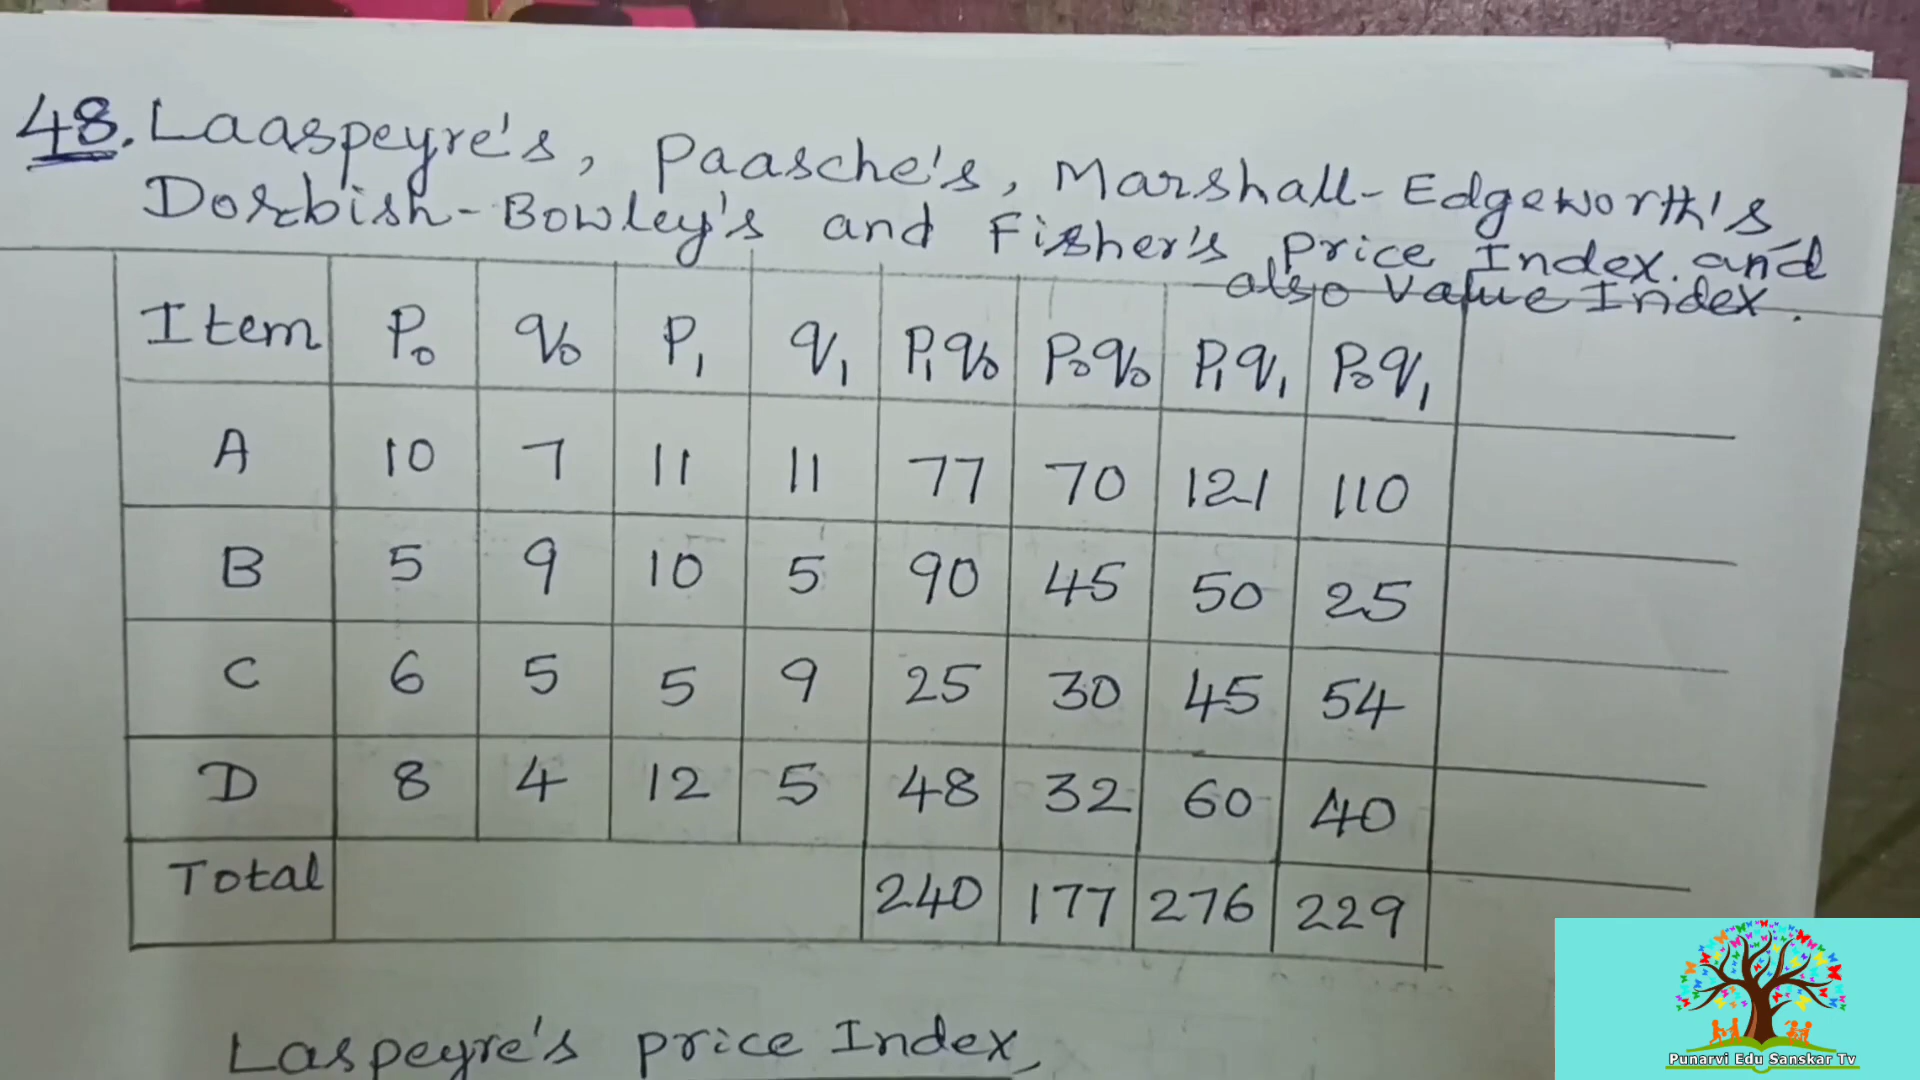 48. Laaspeyre's, Paasche's, Marshall-Edgeworth's,
Dorbish-Bowley's and Fisher's price Index. and
also Value Index.
Item P0 q0 P1 q1 P1q0 P0q0 P1q1 P0q1
A 10 7 11 11 77 70 121 110
B 5 9 10 5 90 45 50 25
C 6 5 5 9 25 30 45 54
D 8 4 12 5 48 32 60 40
Total 240 177 276 229
Laspeyre's price Index,
Punarvi Edu Sanskar Tv